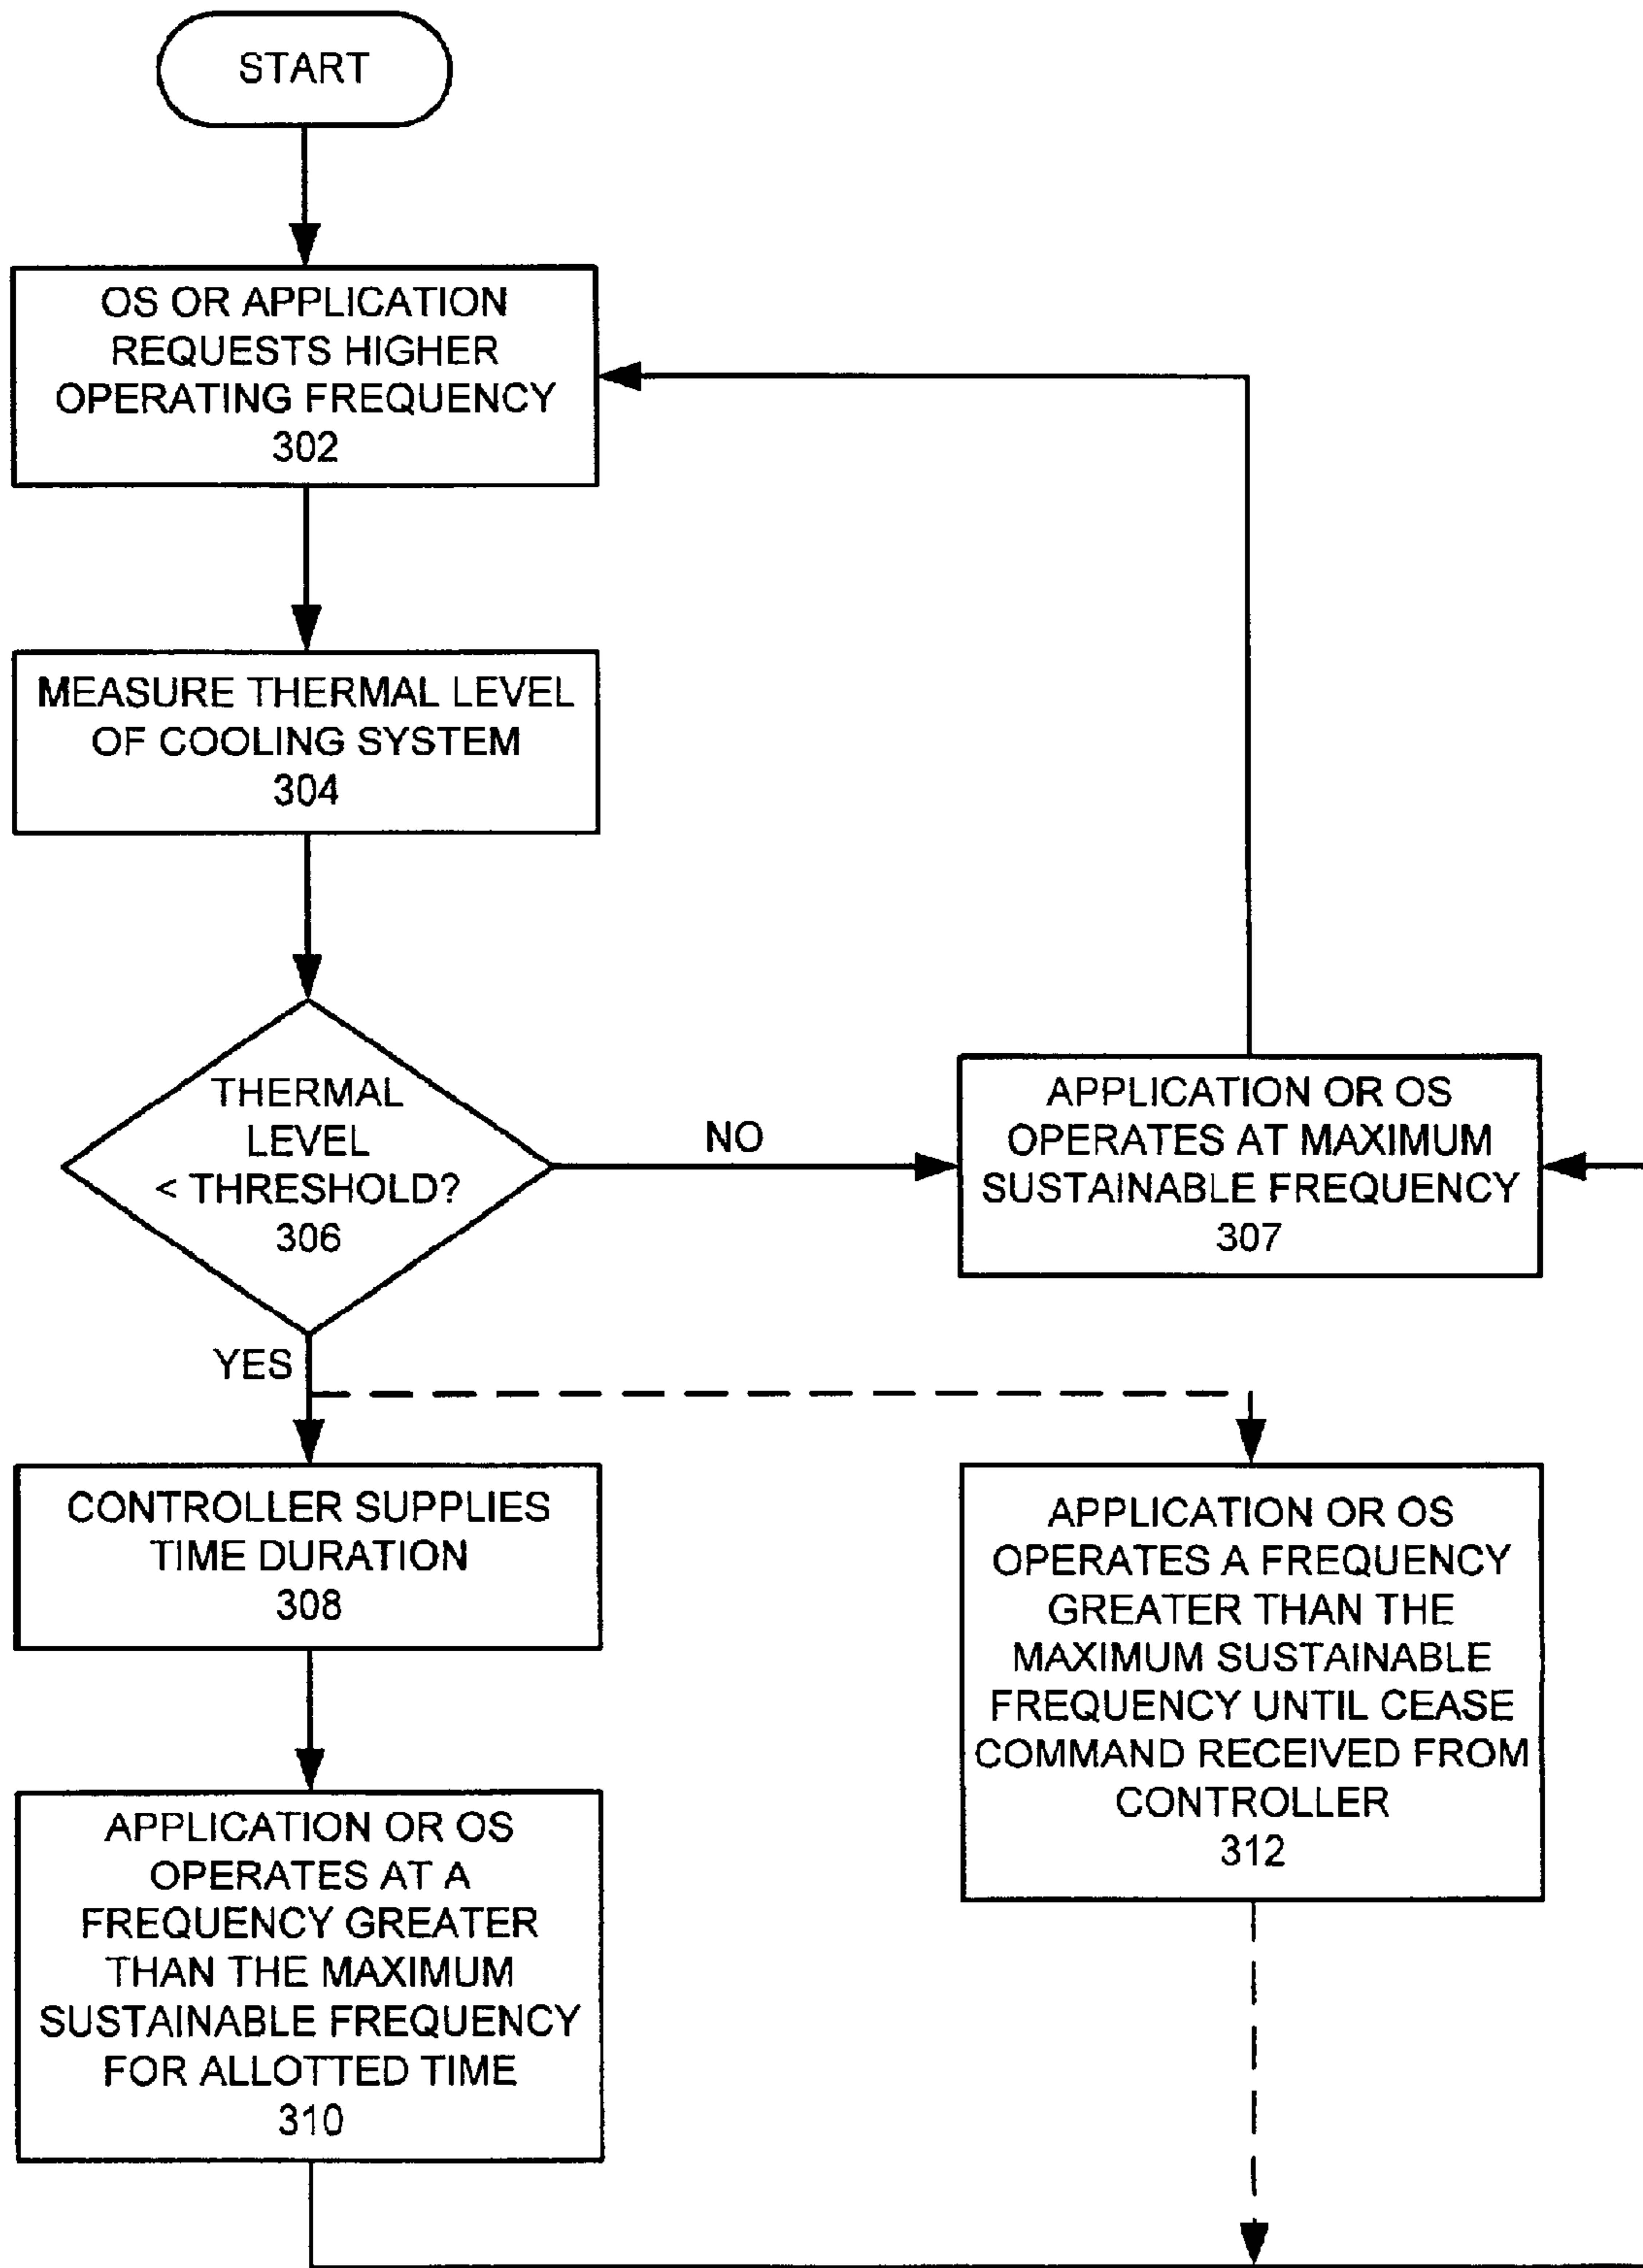 START
OS OR APPLICATION
REQUESTS HIGHER
OPERATING FREQUENCY
302
MEASURE THERMAL LEVEL
OF COOLING SYSTEM
304
THERMAL
LEVEL
< THRESHOLD?
306
NO
APPLICATION OR OS
OPERATES AT MAXIMUM
SUSTAINABLE FREQUENCY
307
YES
CONTROLLER SUPPLIES
TIME DURATION
308
APPLICATION OR OS
OPERATES A FREQUENCY
GREATER THAN THE
MAXIMUM SUSTAINABLE
FREQUENCY UNTIL CEASE
COMMAND RECEIVED FROM
CONTROLLER
312
APPLICATION OR OS
OPERATES AT A
FREQUENCY GREATER
THAN THE MAXIMUM
SUSTAINABLE FREQUENCY
FOR ALLOTTED TIME
310